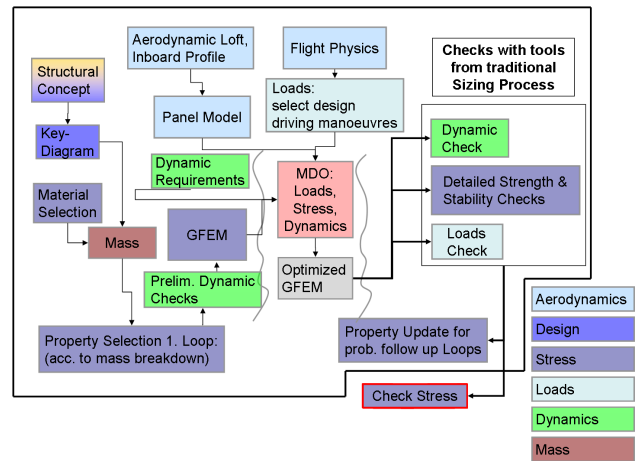 Aerodynamic Loft,
Inboard Profile
Flight Physics
Checks with tools
from traditional
Sizing Process
Structural
Concept
Loads:
select design
driving manoeuvres
Panel Model
Key-
Diagram
Dynamic
Check
Dynamic
Requirements
MDO:
Loads,
Stress,
Dynamics
Detailed Strength &
Stability Checks
Material
Selection
Mass
GFEM
Loads
Check
Optimized
GFEM
Prelim. Dynamic
Checks
Property Selection 1. Loop:
(acc. to mass breakdown)
Property Update for
prob. follow up Loops
Check Stress
Aerodynamics
Design
Stress
Loads
Dynamics
Mass